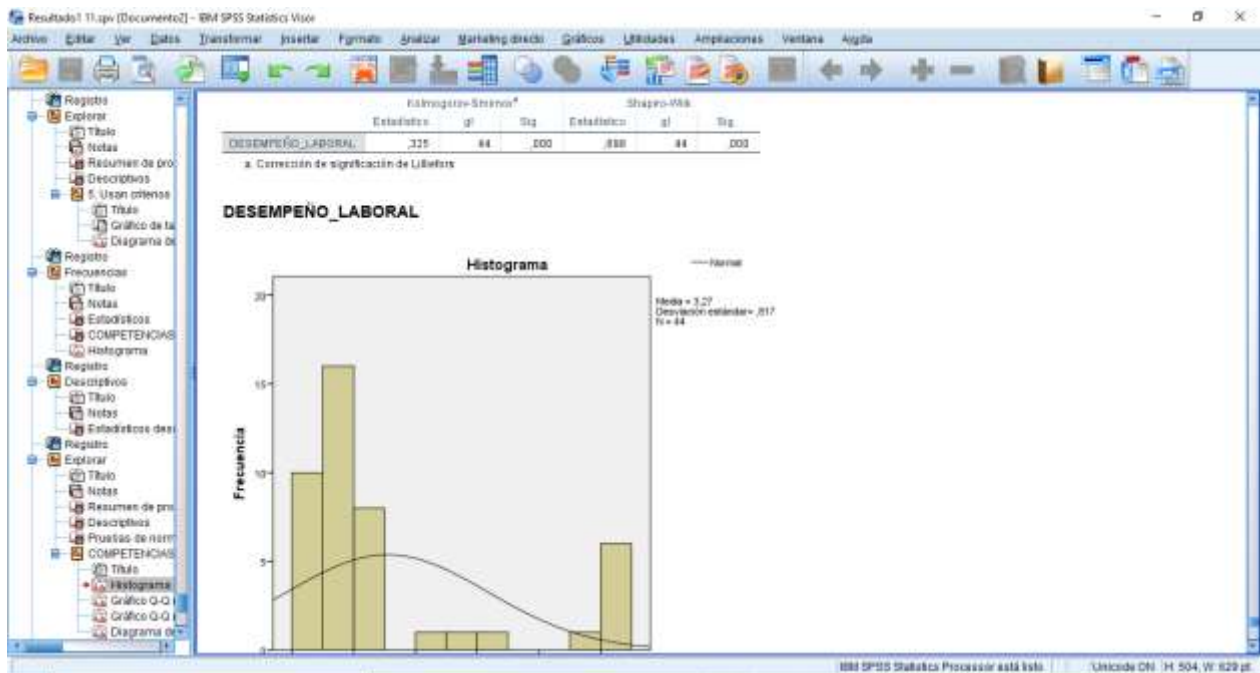 Resultado1 11.spv [Documento2] - IBM SPSS Statistics Visor
Archivo Editar Ver Datos Transformar Insertar Formato Analizar Marketing directo Gráficos Utilidades Ampliaciones Ventana Ayuda
Registro
Explorar
Título
Notas
Resumen de pro
Descriptivos
5. Usan criterios
Título
Gráfico de ta
Diagrama de
Registro
Frecuencias
Título
Notas
Estadísticos
COMPETENCIAS
Histograma
Registro
Descriptivos
Título
Notas
Estadísticos des
Registro
Explorar
Título
Notas
Resumen de pro
Descriptivos
Pruebas de norm
COMPETENCIAS
Título
Histograma
Gráfico Q-Q
Gráfico Q-Q
Diagrama de
Kolmogorov-Smirnov a Shapiro-Wilk
Estadístico gl Sig. Estadístico gl Sig.
DESEMPEÑO_LABORAL ,325 44 ,000 44 ,000
a. Corrección de significación de Lilliefors
DESEMPEÑO_LABORAL
Histograma
Normal
Media = 3,27
Desviación estándar= ,817
N = 44
Frecuencia
20
15
10
5
0
IBM SPSS Statistics Processor está listo Unicode:ON H: 504, W: 629 pt.